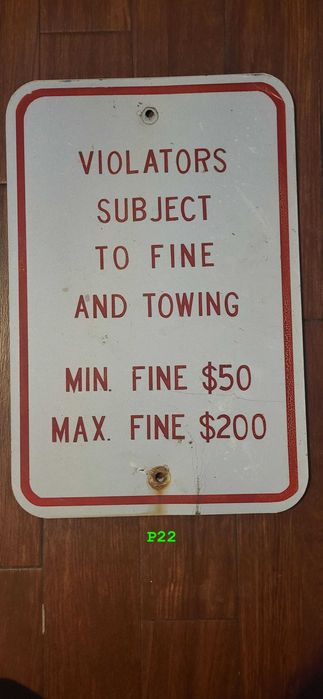 VIOLATORS
SUBJECT
TO FINE
AND TOWING
MIN. FINE $50
MAX. FINE $200
P22